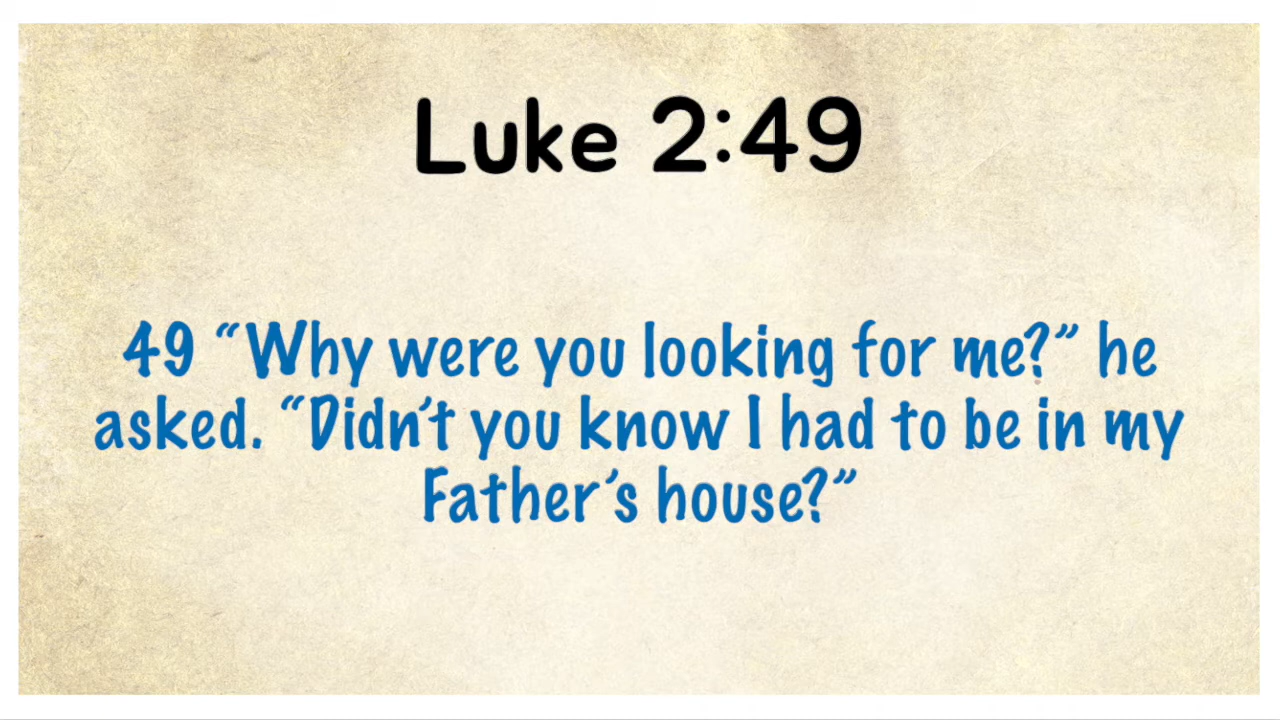 Luke 2:49
49 “Why were you looking for me?” he
asked. “Didn’t you know I had to be in my
Father’s house?”